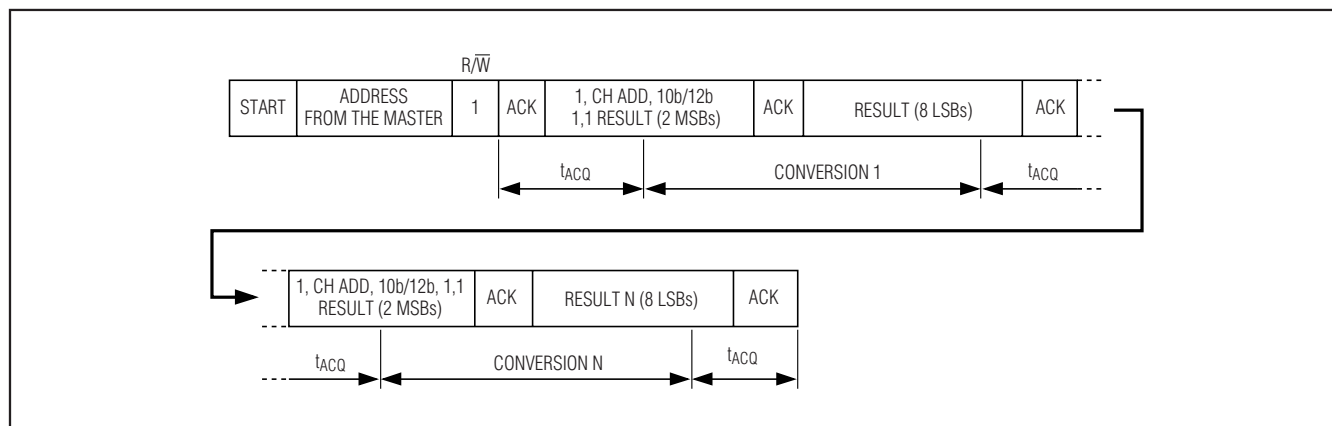 R/W̅
START
ADDRESS
FROM THE MASTER
1
ACK
1, CH ADD, 10b/12b
1,1 RESULT (2 MSBs)
ACK
RESULT (8 LSBs)
ACK
tACQ
CONVERSION 1
tACQ
1, CH ADD, 10b/12b, 1,1
RESULT (2 MSBs)
ACK
RESULT N (8 LSBs)
ACK
tACQ
CONVERSION N
tACQ